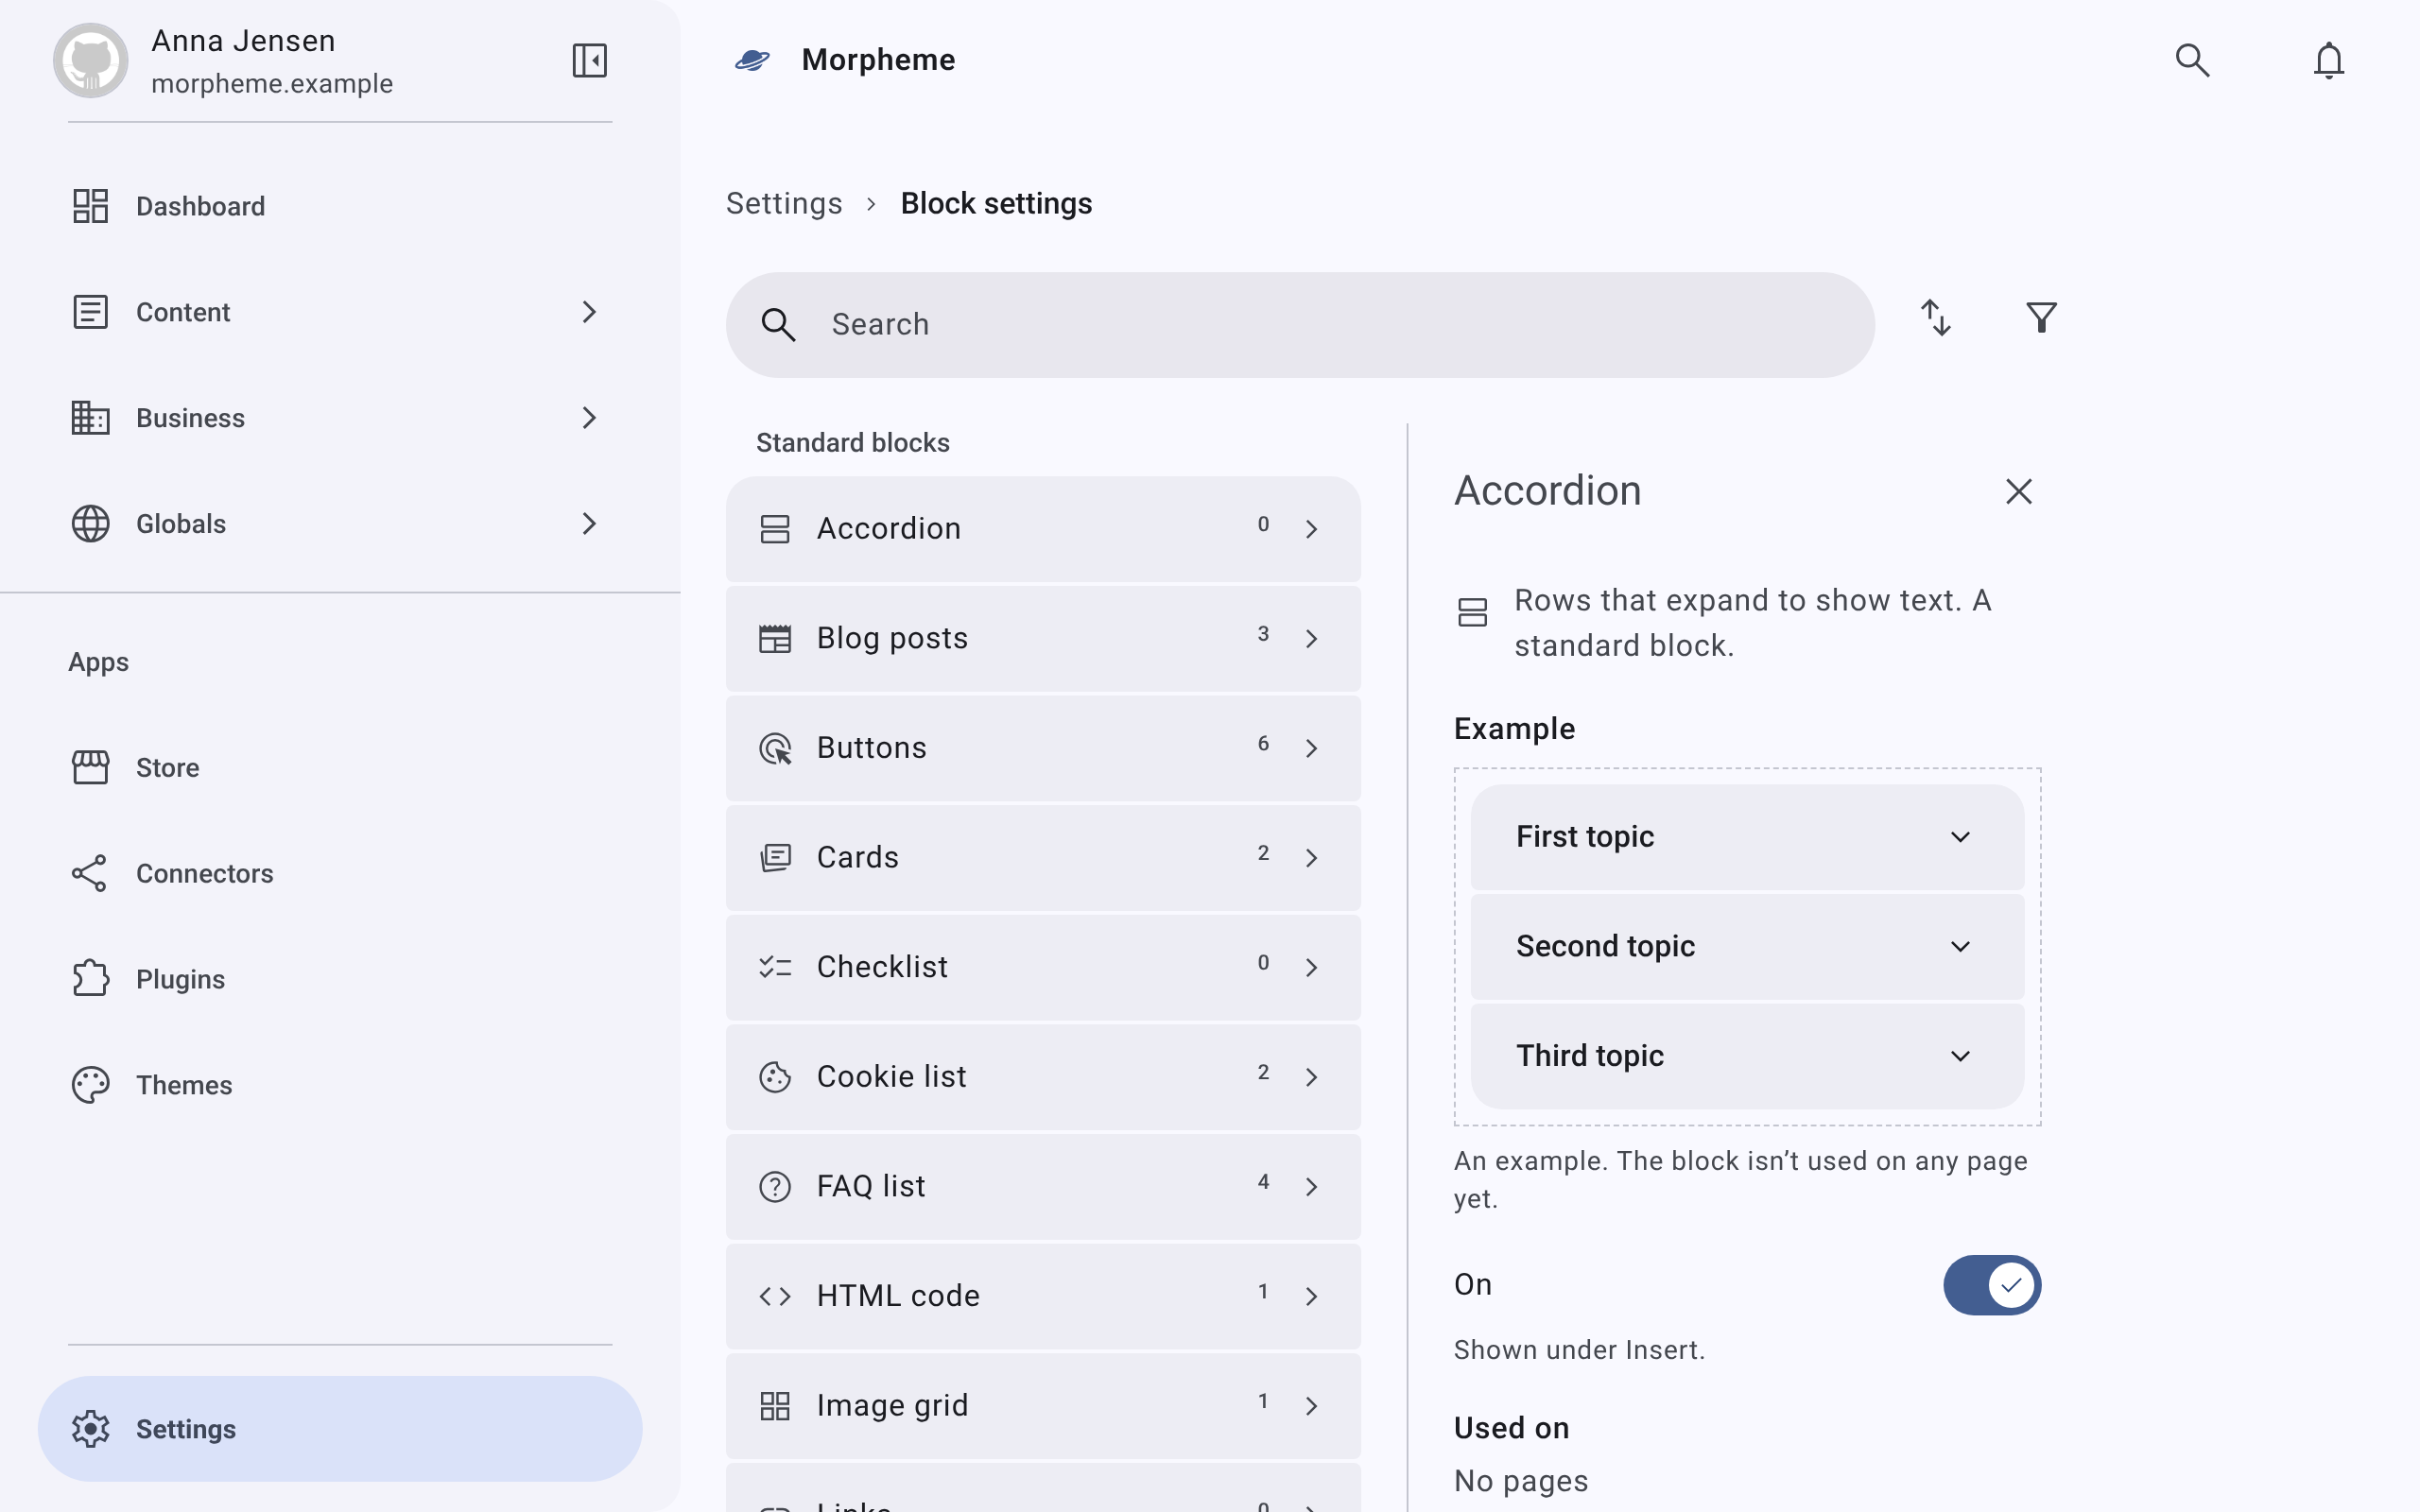 Anna Jensen
morpheme.example
Dashboard
Content
Business
Globals
Apps
Store
Connectors
Plugins
Themes
Settings
Morpheme
Settings
Block settings
Search
Standard blocks
Accordion 0
Blog posts 3
Buttons 6
Cards 2
Checklist 0
Cookie list 2
FAQ list 4
HTML code 1
Image grid 1
Links 0
Accordion
Rows that expand to show text. A
standard block.
Example
First topic
Second topic
Third topic
An example. The block isn’t used on any page
yet.
On
Shown under Insert.
Used on
No pages